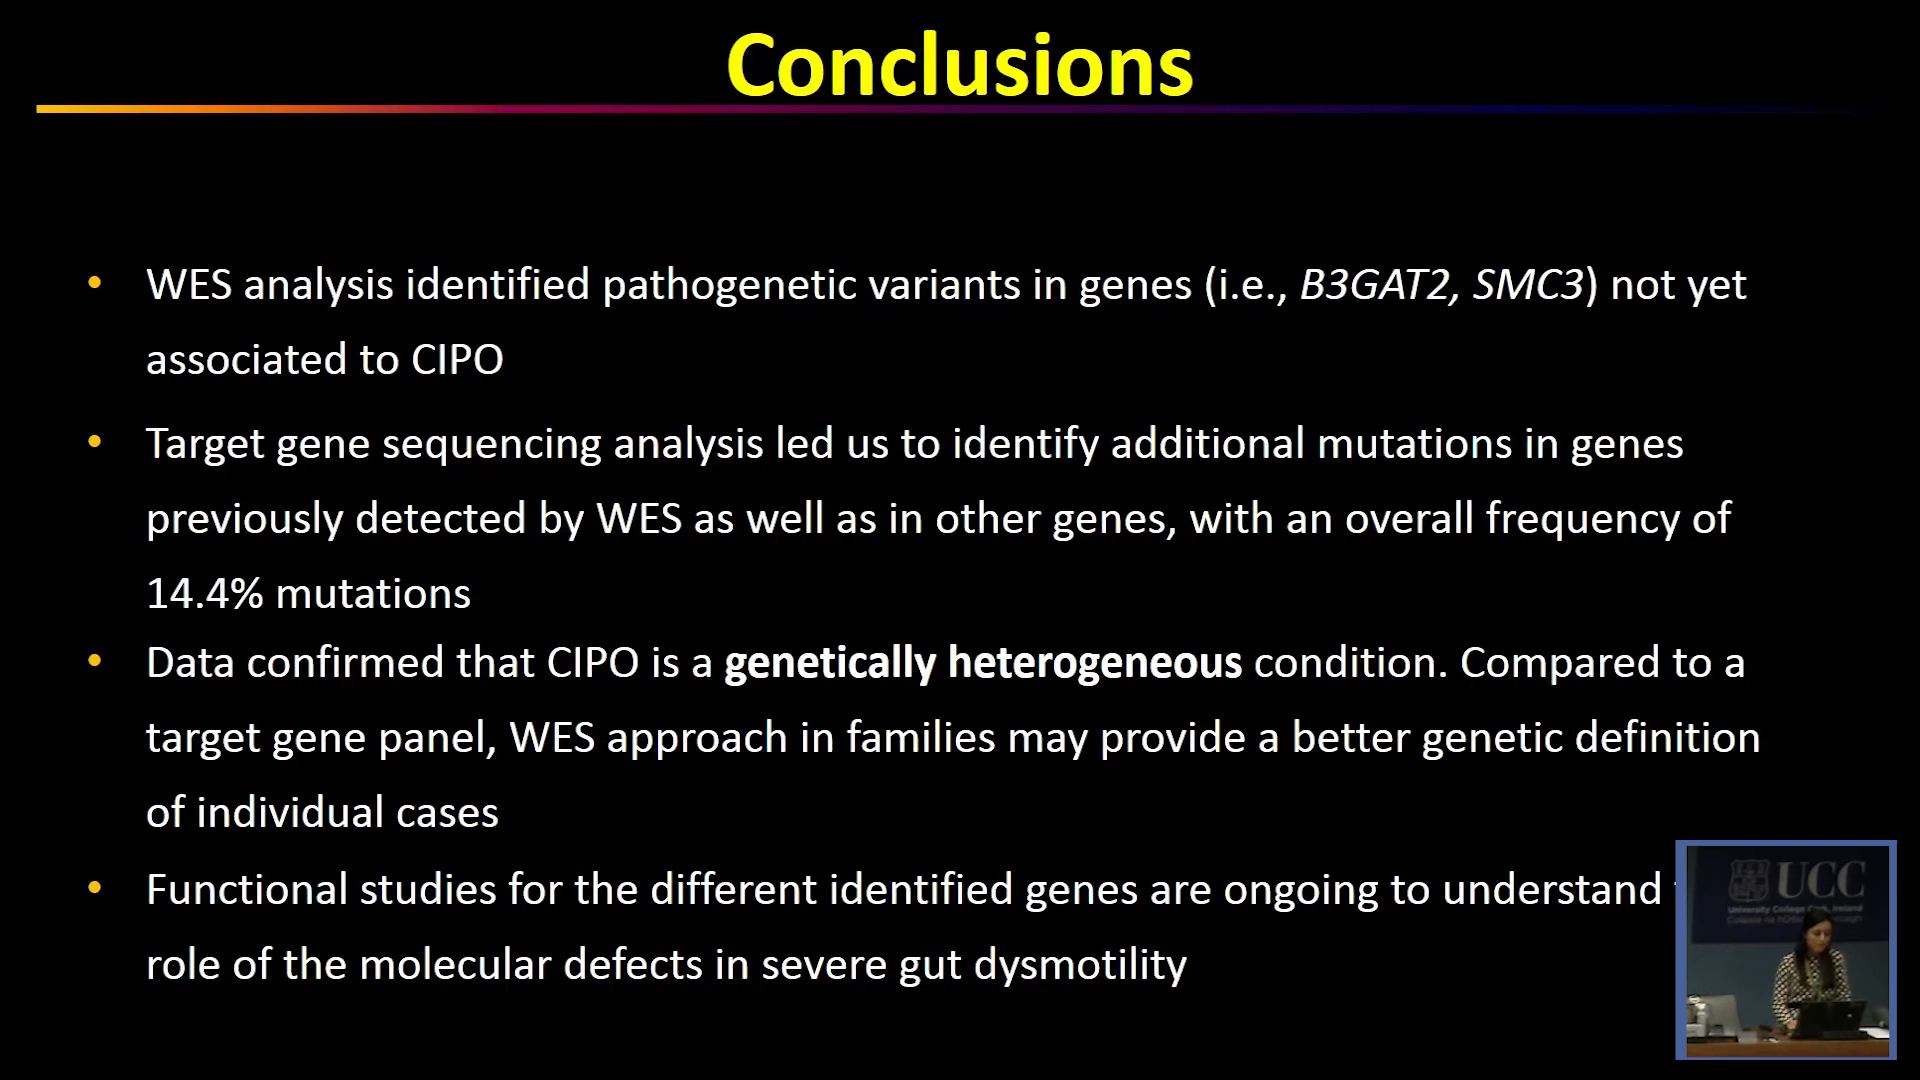 Conclusions
• WES analysis identified pathogenetic variants in genes (i.e., B3GAT2, SMC3) not yet
associated to CIPO
• Target gene sequencing analysis led us to identify additional mutations in genes
previously detected by WES as well as in other genes, with an overall frequency of
14.4% mutations
• Data confirmed that CIPO is a genetically heterogeneous condition. Compared to a
target gene panel, WES approach in families may provide a better genetic definition
of individual cases
• Functional studies for the different identified genes are ongoing to understand
role of the molecular defects in severe gut dysmotility
UCC
University College Cork, Ireland